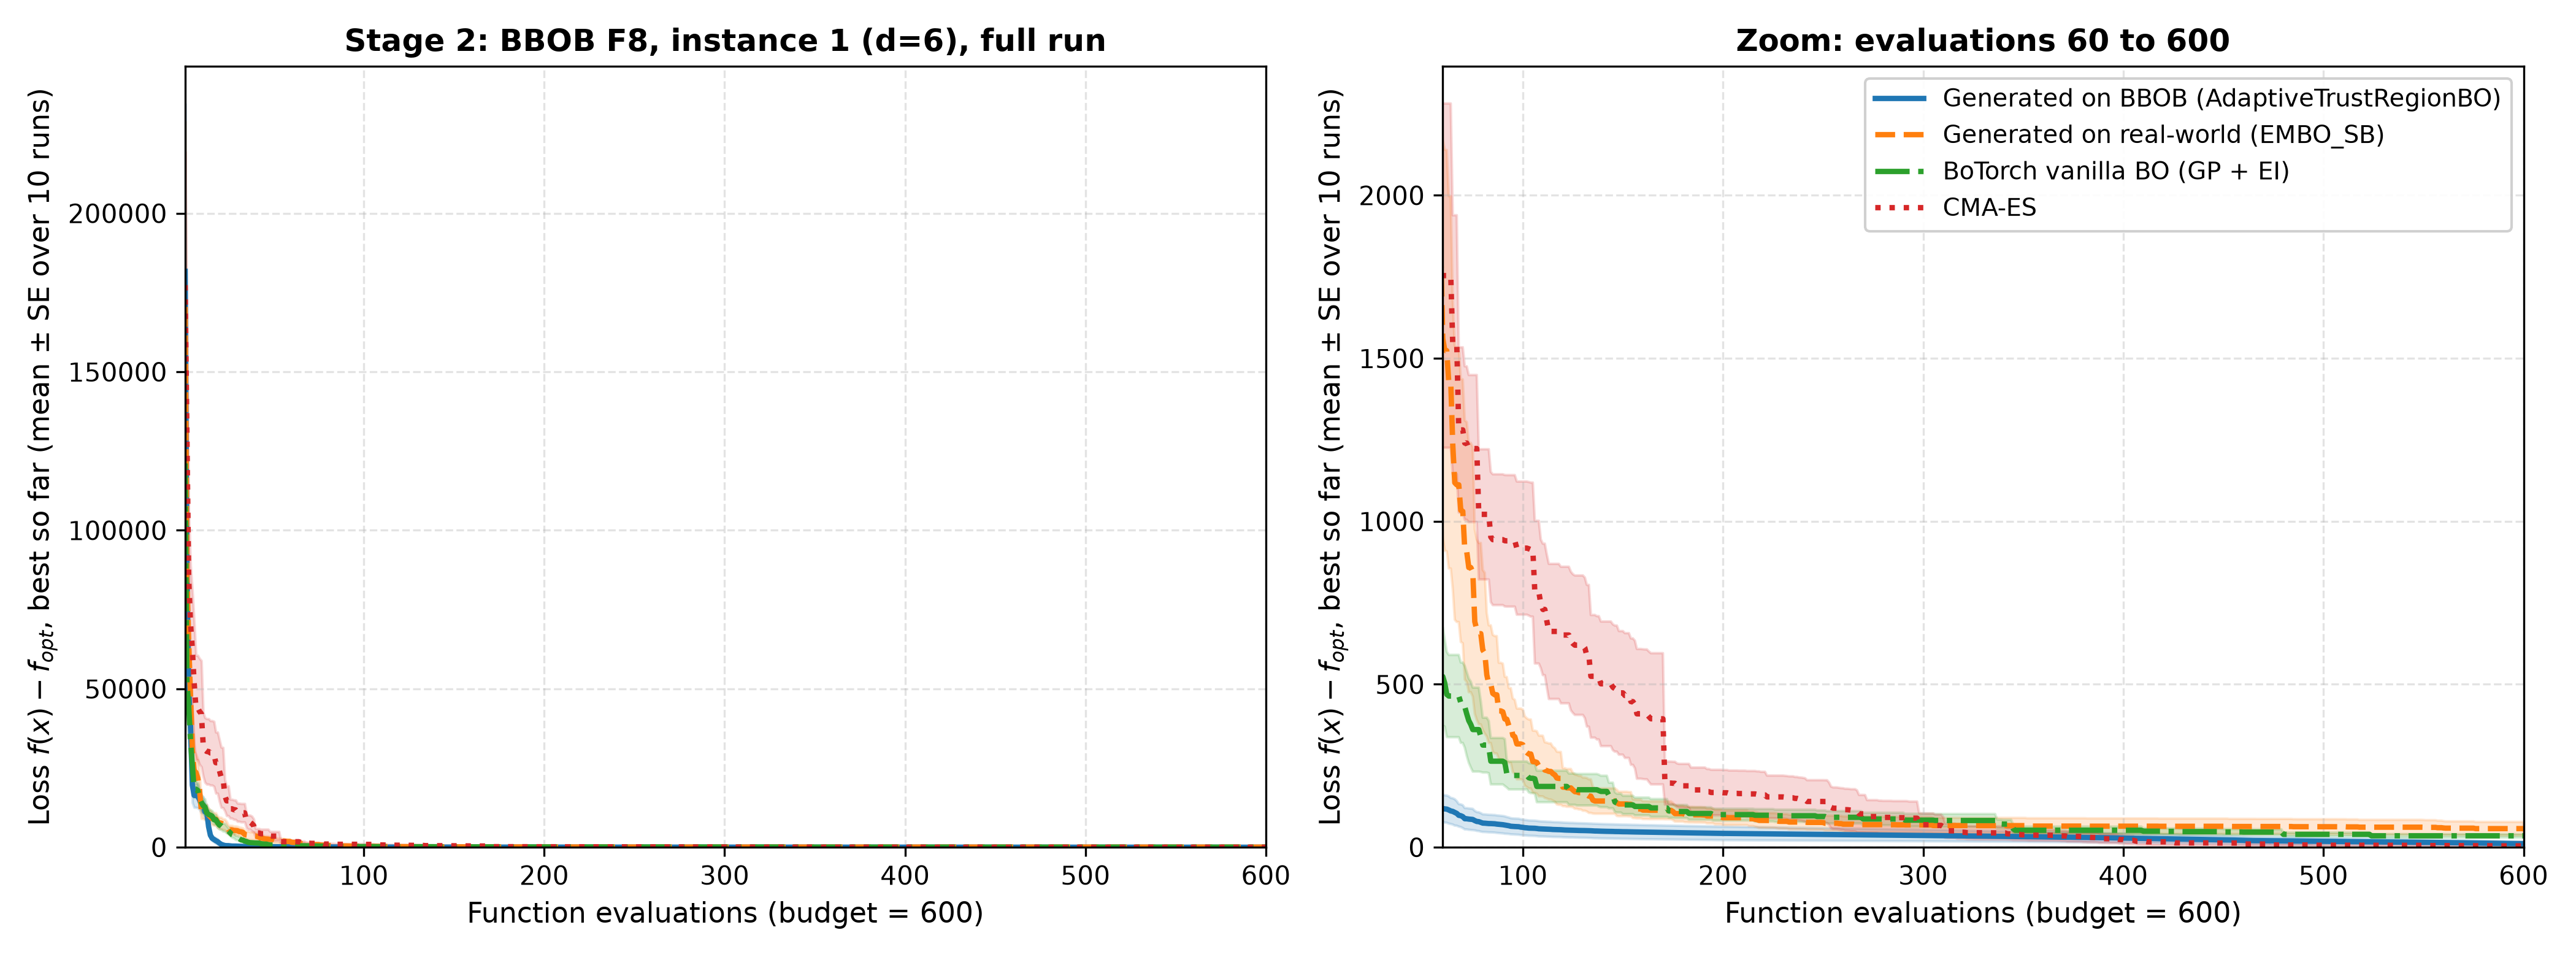 Stage 2: BBOB F8, instance 1 (d=6), full run
Loss f(x) − f_opt, best so far (mean ± SE over 10 runs)
200000
150000
100000
50000
0
100
200
300
400
500
600
Function evaluations (budget = 600)
Zoom: evaluations 60 to 600
Loss f(x) − f_opt, best so far (mean ± SE over 10 runs)
2000
1500
1000
500
0
100
200
300
400
500
600
Function evaluations (budget = 600)
Generated on BBOB (AdaptiveTrustRegionBO)
Generated on real-world (EMBO_SB)
BoTorch vanilla BO (GP + EI)
CMA-ES